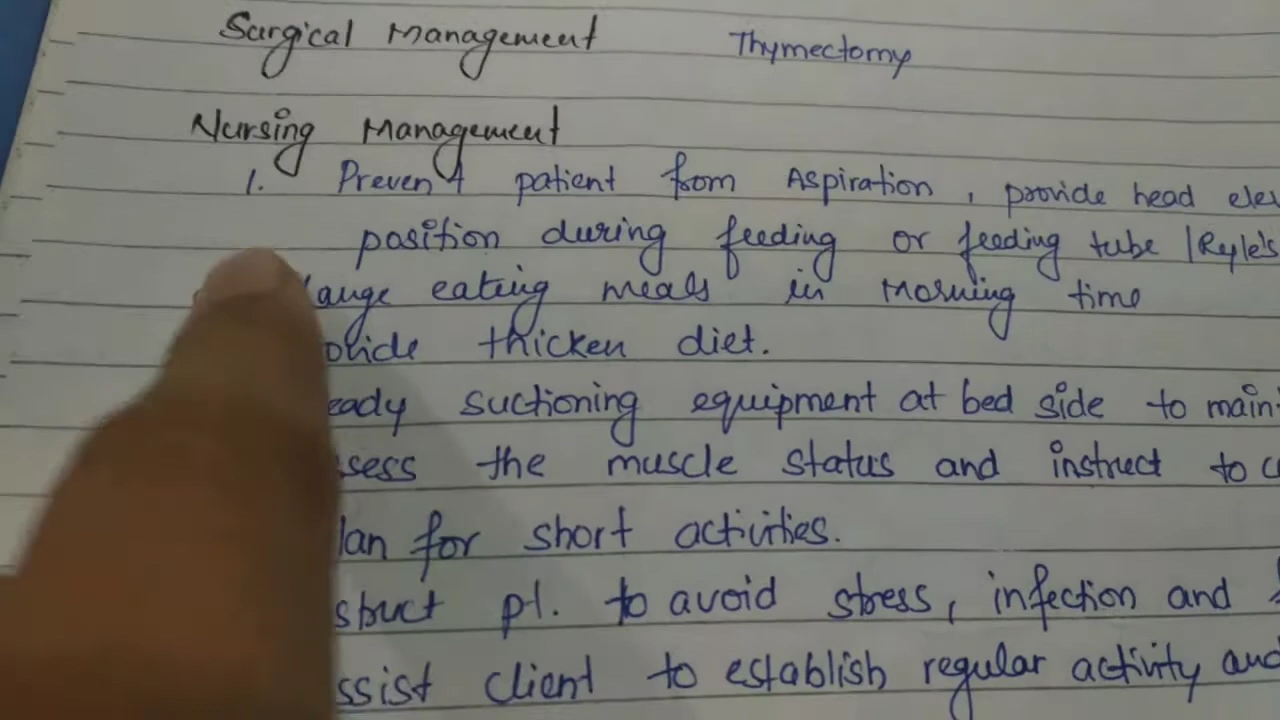 Surgical Management Thymectomy
Nursing Management
1. Prevent patient from Aspiration, provide head
position during feeding or feeding tube | Ryle's
eating meals in Morning time
thicken diet.
suctioning equipment at bed side to
the muscle status and instruct to
for short activities.
pt. to avoid stress, infection and
client to establish regular activity and